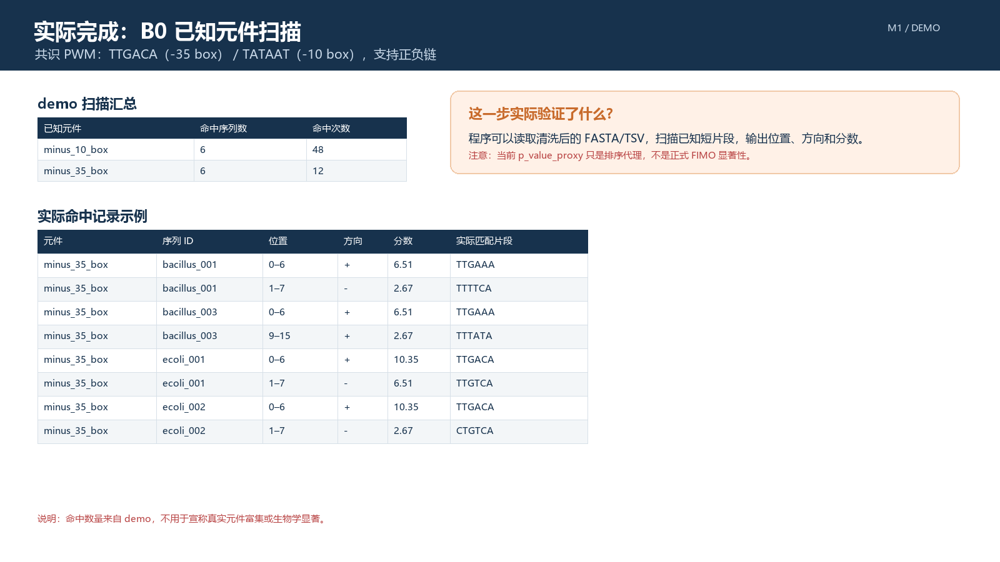 实际完成：B0 已知元件扫描
M1 / DEMO
共识 PWM：TTGACA（-35 box） / TATAAT（-10 box），支持正负链
demo 扫描汇总
已知元件 命中序列数 命中次数
minus_10_box 6 48
minus_35_box 6 12
这一步实际验证了什么?
程序可以读取清洗后的 FASTA/TSV，扫描已知短片段，输出位置、方向和分数。
注意：当前 p_value_proxy 只是排序代理，不是正式 FIMO 显著性。
实际命中记录示例
元件 序列 ID 位置 方向 分数 实际匹配片段
minus_35_box bacillus_001 0–6 + 6.51 TTGAAA
minus_35_box bacillus_001 1–7 - 2.67 TTTTCA
minus_35_box bacillus_003 0–6 + 6.51 TTGAAA
minus_35_box bacillus_003 9–15 + 2.67 TTTATA
minus_35_box ecoli_001 0–6 + 10.35 TTGACA
minus_35_box ecoli_001 1–7 - 6.51 TTGTCA
minus_35_box ecoli_002 0–6 + 10.35 TTGACA
minus_35_box ecoli_002 1–7 - 2.67 CTGTCA
说明：命中数量来自 demo，不用于宣称真实元件富集或生物学显著。